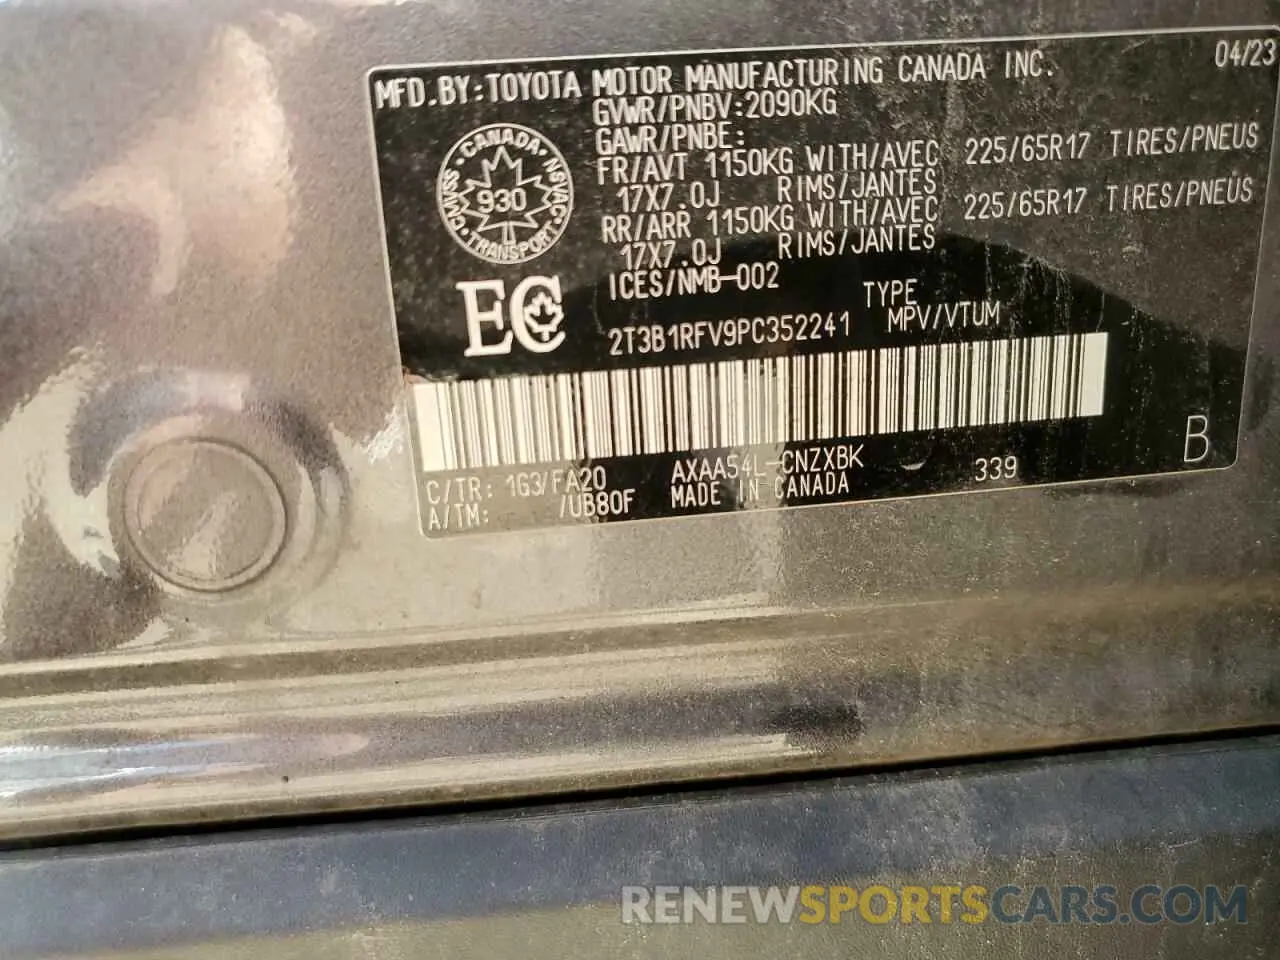 MFD.BY:TOYOTA MOTOR MANUFACTURING CANADA INC. 04/23
GVWR/PNBV:2090KG
GAWR/PNBE:
FR/AVT 1150KG WITH/AVEC 225/65R17 TIRES/PNEUS
17X7.0J RIMS/JANTES
RR/ARR 1150KG WITH/AVEC 225/65R17 TIRES/PNEUS
17X7.0J RIMS/JANTES
ICES/NMB-002
CANADA
CMVSS 930 NSVAC
TRANSPORT
EC
TYPE
2T3B1RFV9PC352241 MPV/VTUM
B
C/TR: 1G3/FA20 AXAA54L-CNZXBK 339
A/TM: /UB80F MADE IN CANADA
RENEWSPORTSCARS.COM